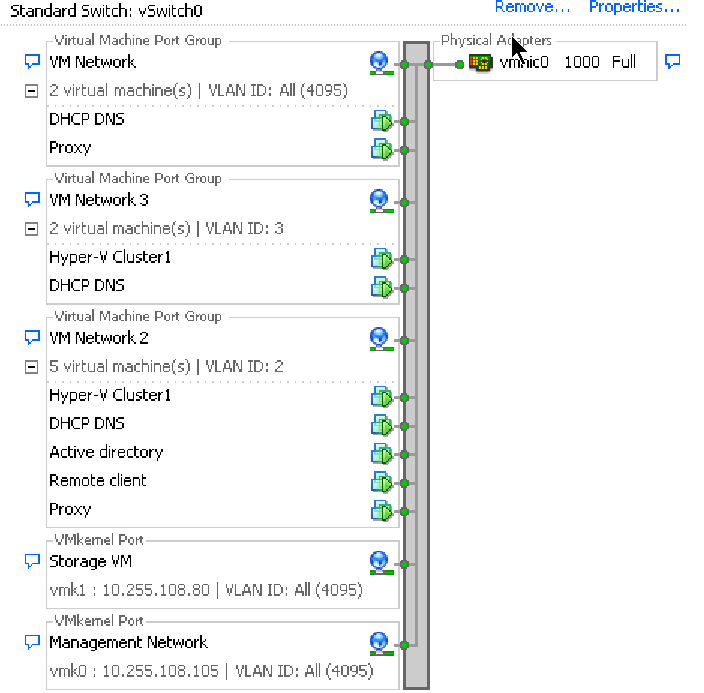 Standard Switch: vSwitch0 Remove... Properties...
Virtual Machine Port Group
Physical Adapters
VM Network
vmnic0 1000 Full
2 virtual machine(s) | VLAN ID: All (4095)
DHCP DNS
Proxy
Virtual Machine Port Group
VM Network 3
2 virtual machine(s) | VLAN ID: 3
Hyper-V Cluster1
DHCP DNS
Virtual Machine Port Group
VM Network 2
5 virtual machine(s) | VLAN ID: 2
Hyper-V Cluster1
DHCP DNS
Active directory
Remote client
Proxy
VMkernel Port
Storage VM
vmk1 : 10.255.108.80 | VLAN ID: All (4095)
VMkernel Port
Management Network
vmk0 : 10.255.108.105 | VLAN ID: All (4095)